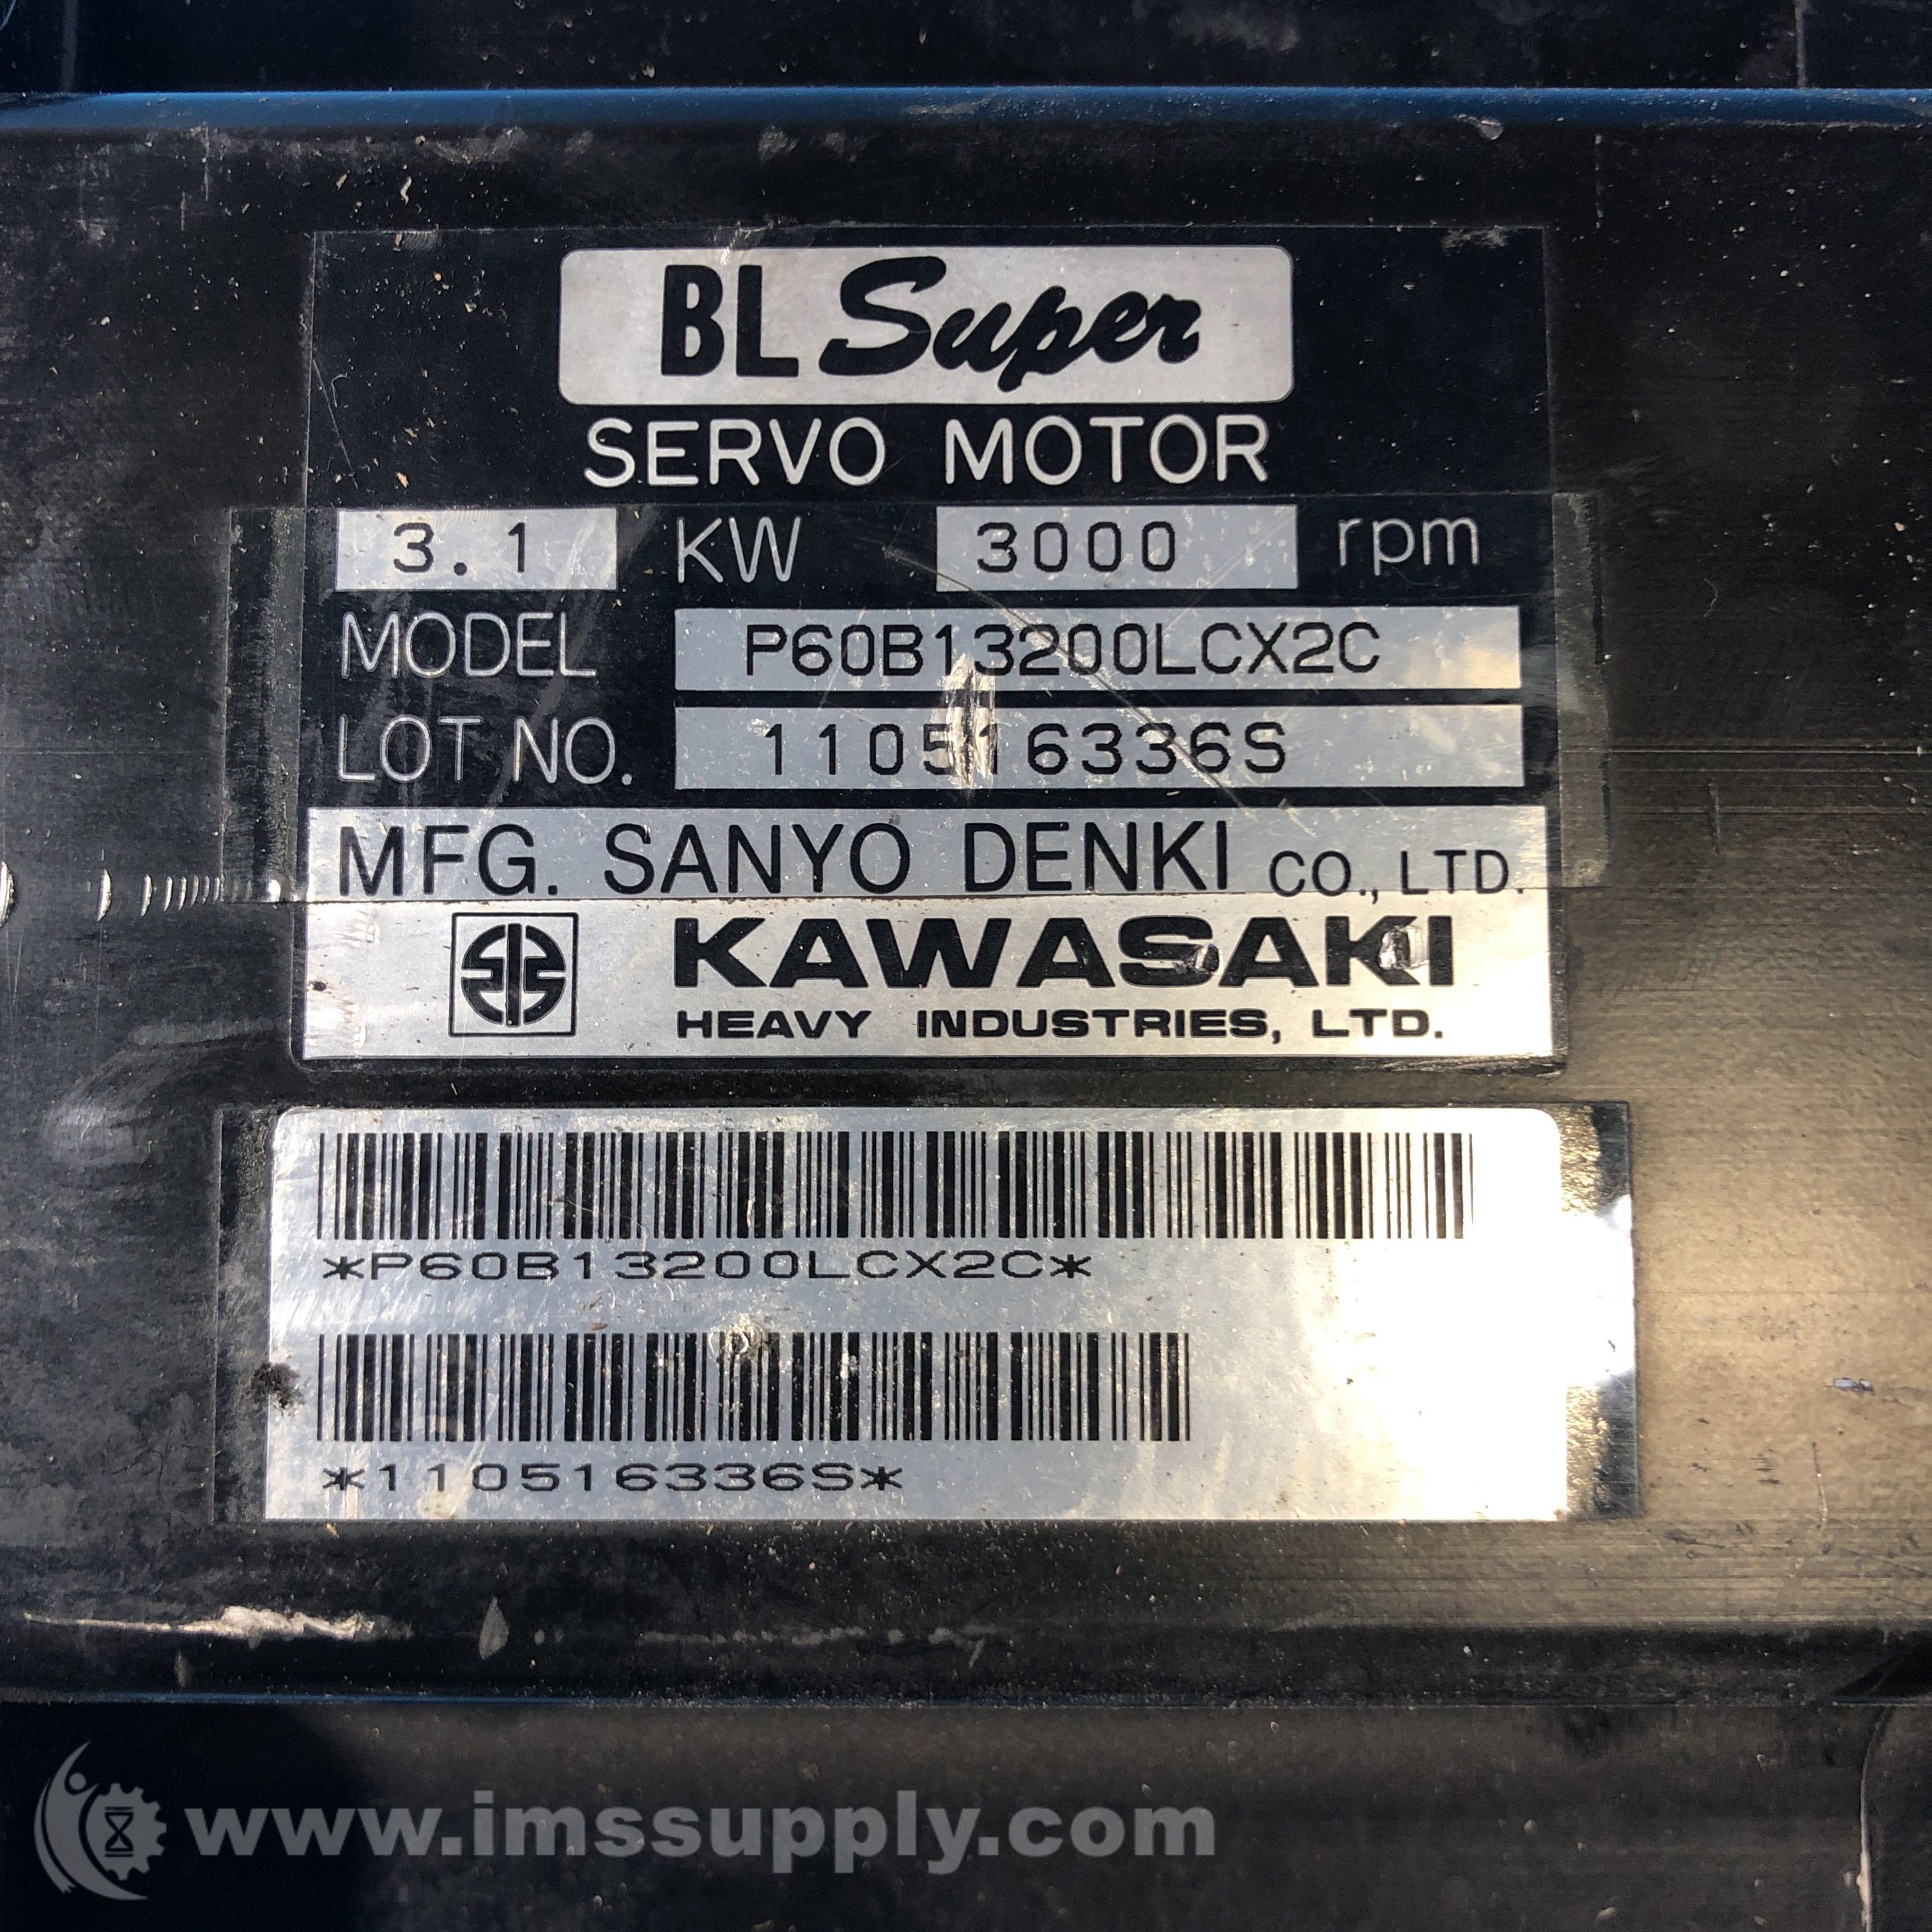 BL Super
SERVO MOTOR
3.1 KW 3000 rpm
MODEL P60B13200LCX2C
LOT NO. 110516336S
MFG. SANYO DENKI CO., LTD.
KAWASAKI
HEAVY INDUSTRIES, LTD.
*P60B13200LCX2C*
*110516336S*
www.imssupply.com